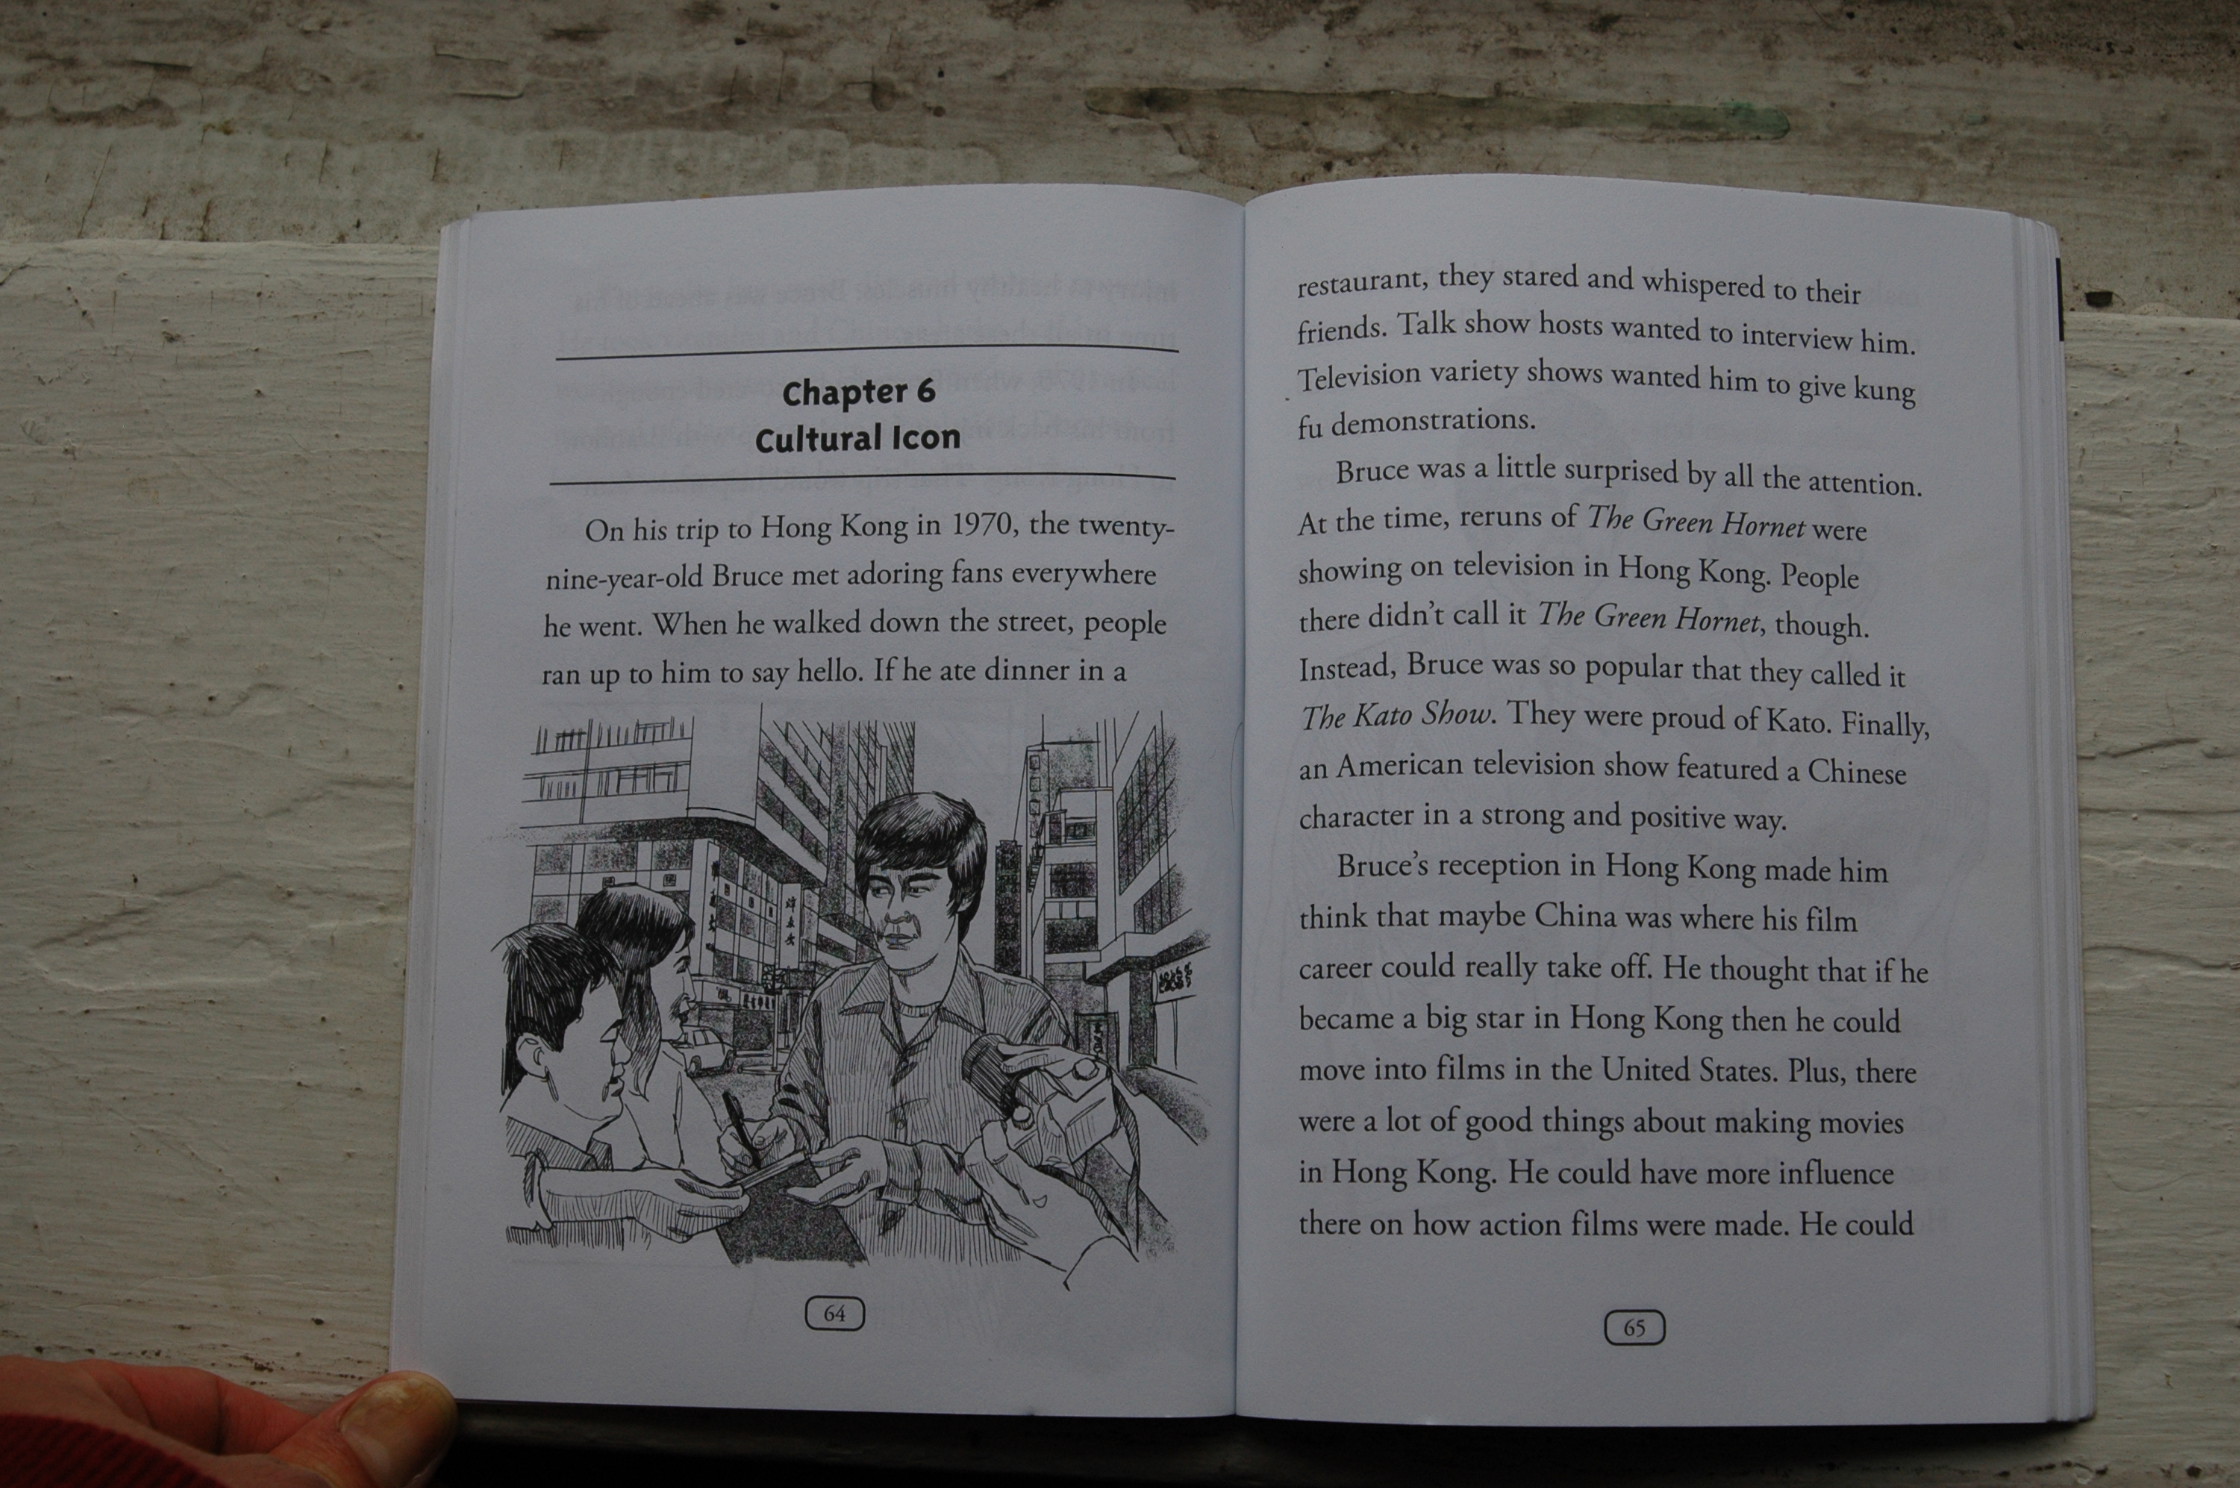 Chapter 6
Cultural Icon
On his trip to Hong Kong in 1970, the twenty-
nine-year-old Bruce met adoring fans everywhere
he went. When he walked down the street, people
ran up to him to say hello. If he ate dinner in a
64
restaurant, they stared and whispered to their
friends. Talk show hosts wanted to interview him.
Television variety shows wanted him to give kung
fu demonstrations.
Bruce was a little surprised by all the attention.
At the time, reruns of The Green Hornet were
showing on television in Hong Kong. People
there didn't call it The Green Hornet, though.
Instead, Bruce was so popular that they called it
The Kato Show. They were proud of Kato. Finally,
an American television show featured a Chinese
character in a strong and positive way.
Bruce's reception in Hong Kong made him
think that maybe China was where his film
career could really take off. He thought that if he
became a big star in Hong Kong then he could
move into films in the United States. Plus, there
were a lot of good things about making movies
in Hong Kong. He could have more influence
there on how action films were made. He could
65